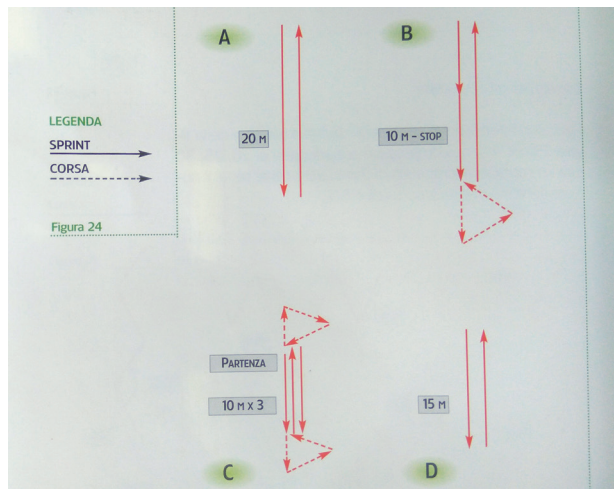 A
B
LEGENDA
SPRINT
CORSA
20 M
10 M - STOP
Figura 24
PARTENZA
10 M X 3
15 M
C
D